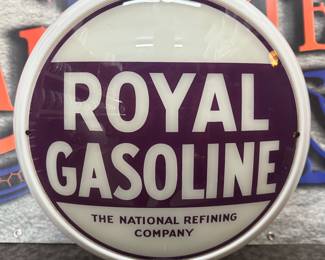 ROYAL
GASOLINE
THE NATIONAL REFINING
COMPANY